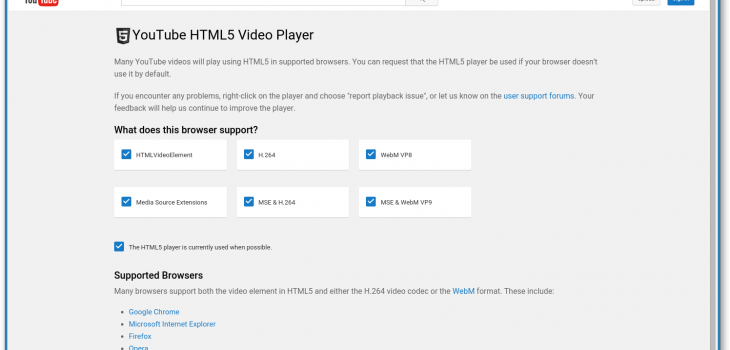 YouTube HTML5 Video Player
Many YouTube videos will play using HTML5 in supported browsers. You can request that the HTML5 player be used if your browser doesn't
use it by default.
If you encounter any problems, right-click on the player and choose "report playback issue", or let us know on the user support forums. Your
feedback will help us continue to improve the player.
What does this browser support?
HTMLVideoElement
H.264
WebM VP8
Media Source Extensions
MSE & H.264
MSE & WebM VP9
The HTML5 player is currently used when possible.
Supported Browsers
Many browsers support both the video element in HTML5 and either the H.264 video codec or the WebM format. These include:
Google Chrome
Microsoft Internet Explorer
Firefox
Opera